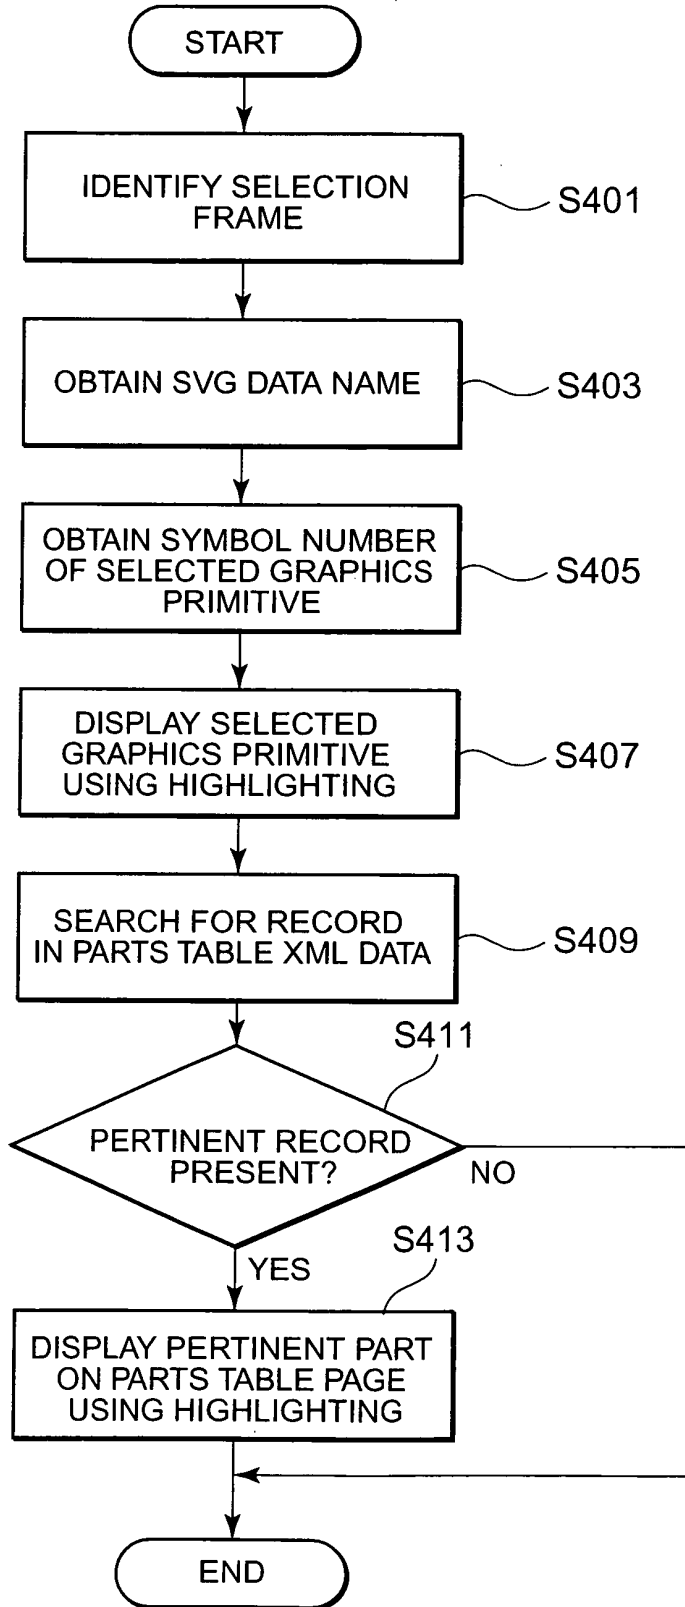 START
IDENTIFY SELECTION
FRAME
S401
OBTAIN SVG DATA NAME
S403
OBTAIN SYMBOL NUMBER
OF SELECTED GRAPHICS
PRIMITIVE
S405
DISPLAY SELECTED
GRAPHICS PRIMITIVE
USING HIGHLIGHTING
S407
SEARCH FOR RECORD
IN PARTS TABLE XML DATA
S409
S411
PERTINENT RECORD
PRESENT?
NO
YES
S413
DISPLAY PERTINENT PART
ON PARTS TABLE PAGE
USING HIGHLIGHTING
END